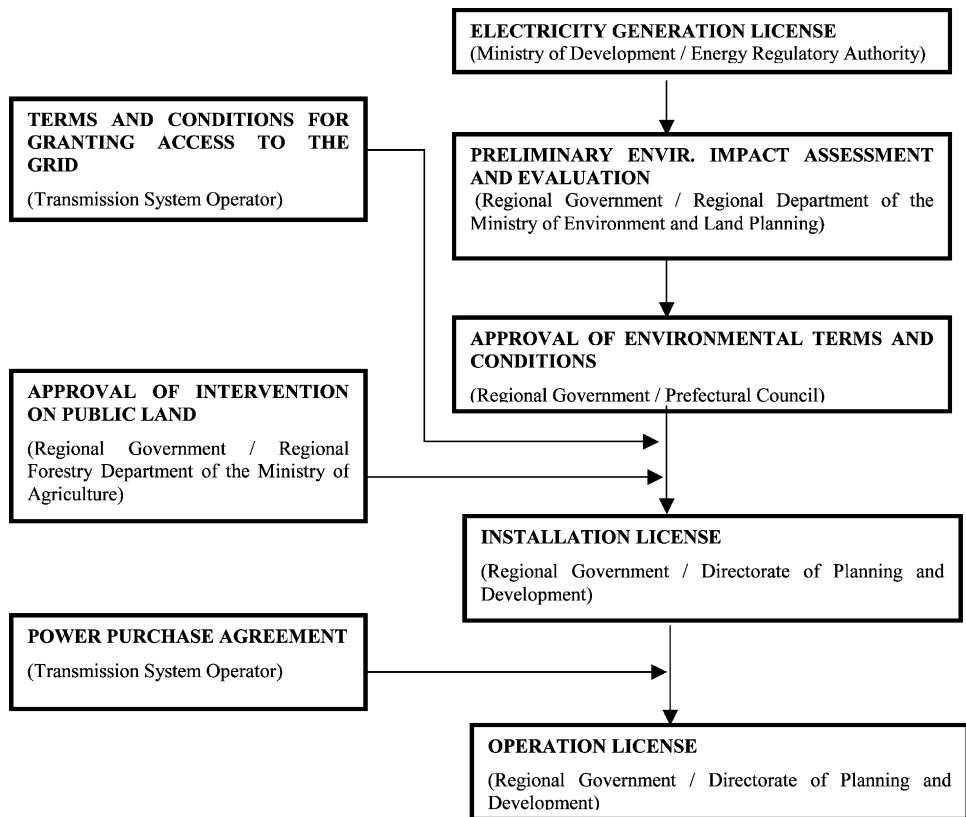 ELECTRICITY GENERATION LICENSE
(Ministry of Development / Energy Regulatory Authority)
TERMS AND CONDITIONS FOR
GRANTING ACCESS TO THE
GRID
(Transmission System Operator)
PRELIMINARY ENVIR. IMPACT ASSESSMENT
AND EVALUATION
(Regional Government / Regional Department of the
Ministry of Environment and Land Planning)
APPROVAL OF ENVIRONMENTAL TERMS AND
CONDITIONS
(Regional Government / Prefectural Council)
APPROVAL OF INTERVENTION
ON PUBLIC LAND
(Regional Government / Regional
Forestry Department of the Ministry of
Agriculture)
INSTALLATION LICENSE
(Regional Government / Directorate of Planning and
Development)
POWER PURCHASE AGREEMENT
(Transmission System Operator)
OPERATION LICENSE
(Regional Government / Directorate of Planning and
Development)